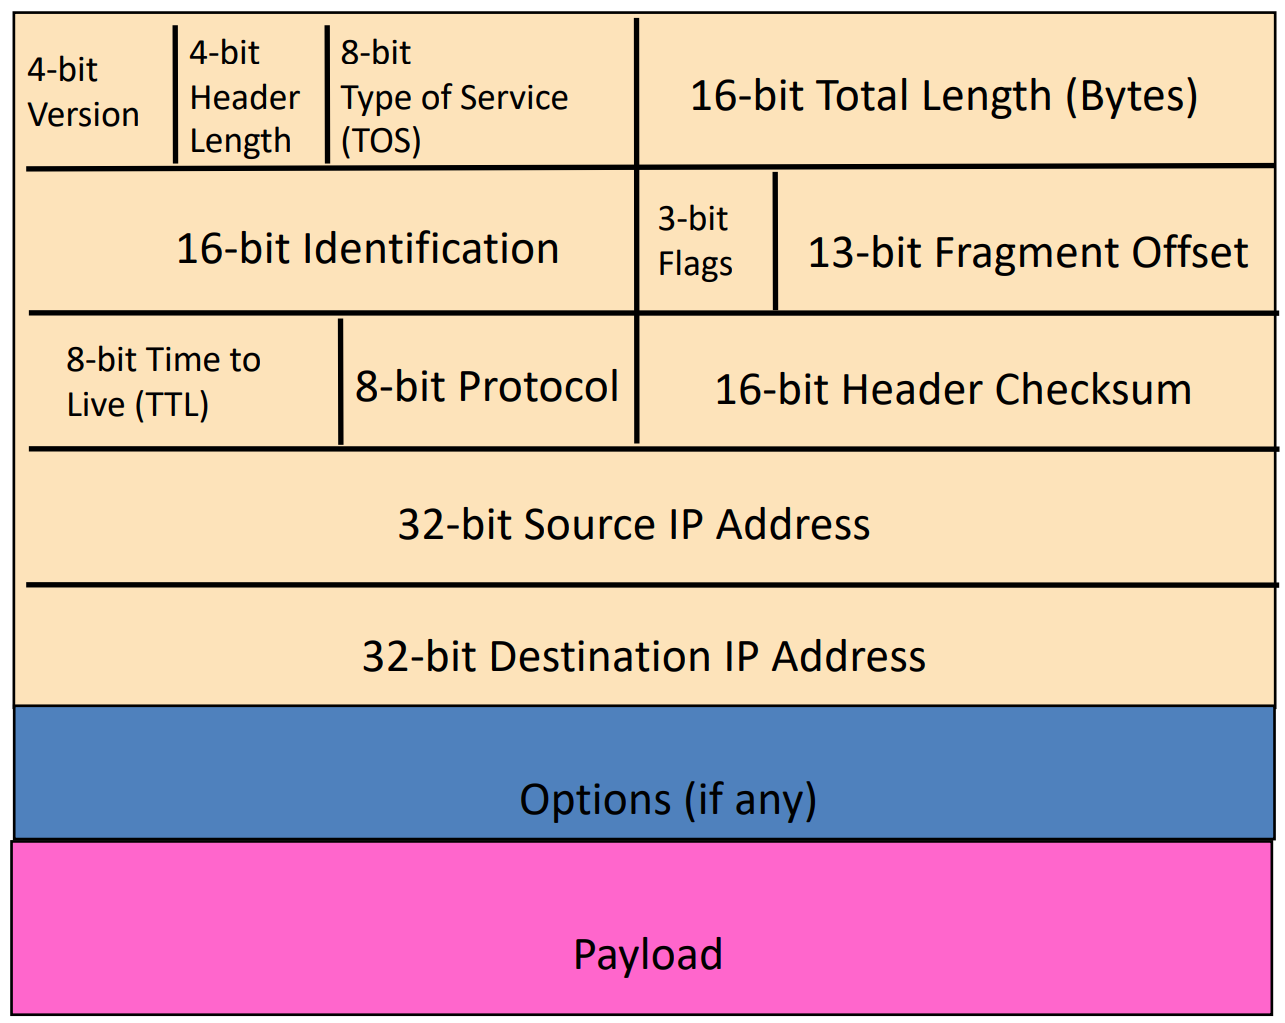 4-bit
Version
4-bit
Header
Length
8-bit
Type of Service
(TOS)
16-bit Total Length (Bytes)
16-bit Identification
3-bit
Flags
13-bit Fragment Offset
8-bit Time to
Live (TTL)
8-bit Protocol
16-bit Header Checksum
32-bit Source IP Address
32-bit Destination IP Address
Options (if any)
Payload